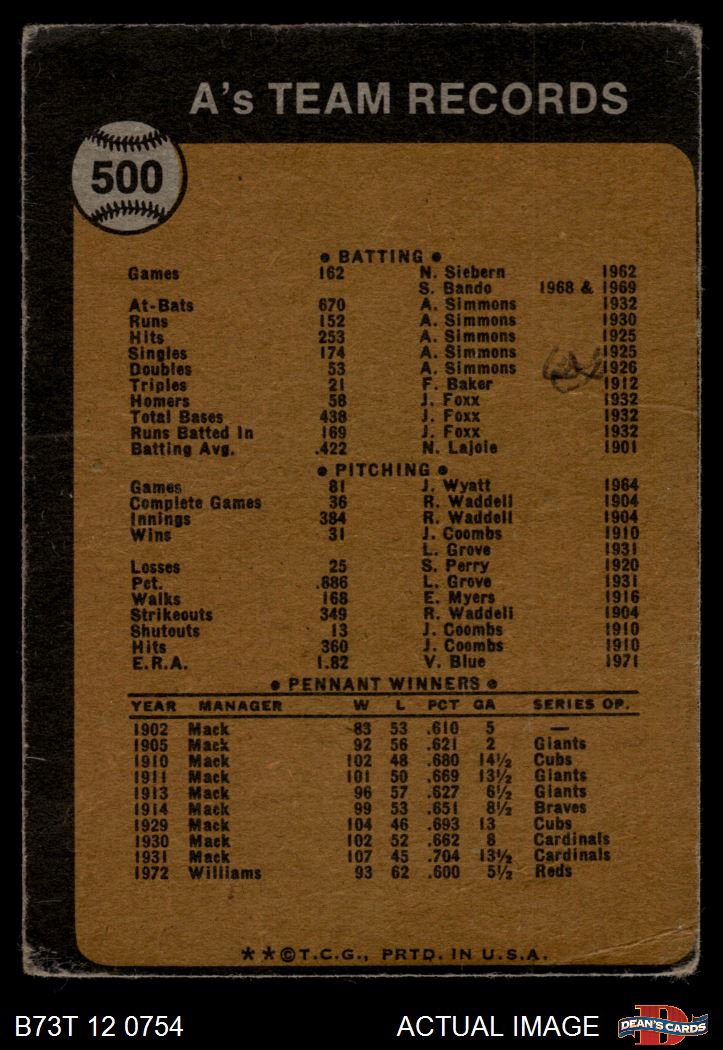 A's TEAM RECORDS
500
● BATTING ●
Games 162 N. Siebern 1962
S. Bando 1968 & 1969
At-Bats 670 A. Simmons 1932
Runs 152 A. Simmons 1930
Hits 253 A. Simmons 1925
Singles 174 A. Simmons 1925
Doubles 53 A. Simmons 1926
Triples 21 F. Baker 1912
Homers 58 J. Foxx 1932
Total Bases 438 J. Foxx 1932
Runs Batted In 169 J. Foxx 1932
Batting Avg. .422 N. Lajoie 1901
● PITCHING ●
Games 81 J. Wyatt 1964
Complete Games 36 R. Waddell 1904
Innings 384 R. Waddell 1904
Wins 31 J. Coombs 1910
L. Grove 1931
Losses 25 S. Perry 1920
Pct. .886 L. Grove 1931
Walks 168 E. Myers 1916
Strikeouts 349 R. Waddell 1904
Shutouts 13 J. Coombs 1910
Hits 360 J. Coombs 1910
E.R.A. 1.82 V. Blue 1971
● PENNANT WINNERS ●
YEAR MANAGER W L PCT GA SERIES OP.
1902 Mack 83 53 .610 5 —
1905 Mack 92 56 .621 2 Giants
1910 Mack 102 48 .680 14½ Cubs
1911 Mack 101 50 .669 13½ Giants
1913 Mack 96 57 .627 6½ Giants
1914 Mack 99 53 .651 8½ Braves
1929 Mack 104 46 .693 13 Cubs
1930 Mack 102 52 .662 8 Cardinals
1931 Mack 107 45 .704 13½ Cardinals
1972 Williams 93 62 .600 5½ Reds
★★©T.C.G., PRTD. IN U.S.A.
B73T 12 0754 ACTUAL IMAGE
DEAN'S CARDS